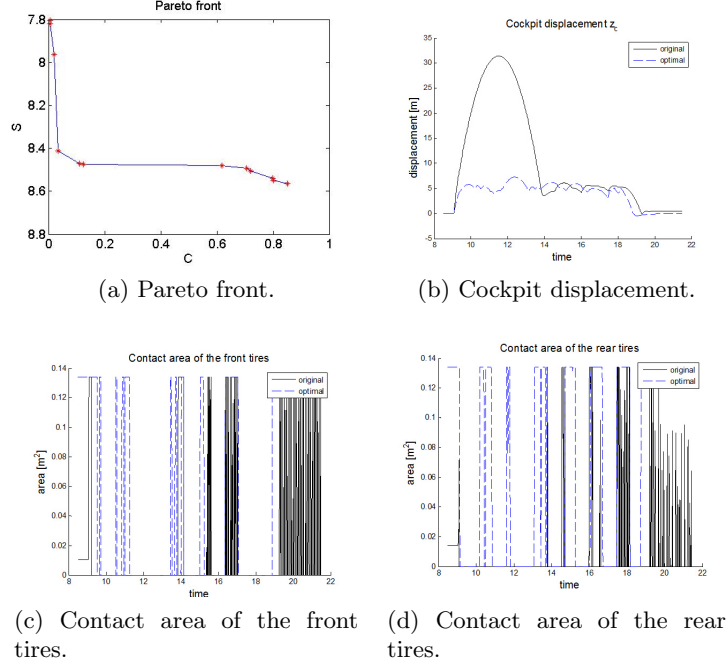 Pareto front
7.8
8
8.2
8.4
8.6
8.8
S
0
0.2
0.4
0.6
0.8
1
C
(a) Pareto front.
Cockpit displacement z_c
35
30
25
20
15
10
5
0
-5
displacement [m]
8 10 12 14 16 18 20 22
time
original
optimal
(b) Cockpit displacement.
Contact area of the front tires
0.14
0.12
0.1
0.08
0.06
0.04
0.02
0
area [m²]
8 10 12 14 16 18 20 22
time
original
optimal
(c) Contact area of the front
tires.
Contact area of the rear tires
0.14
0.12
0.1
0.08
0.06
0.04
0.02
0
area [m²]
8 10 12 14 16 18 20 22
time
original
optimal
(d) Contact area of the rear
tires.